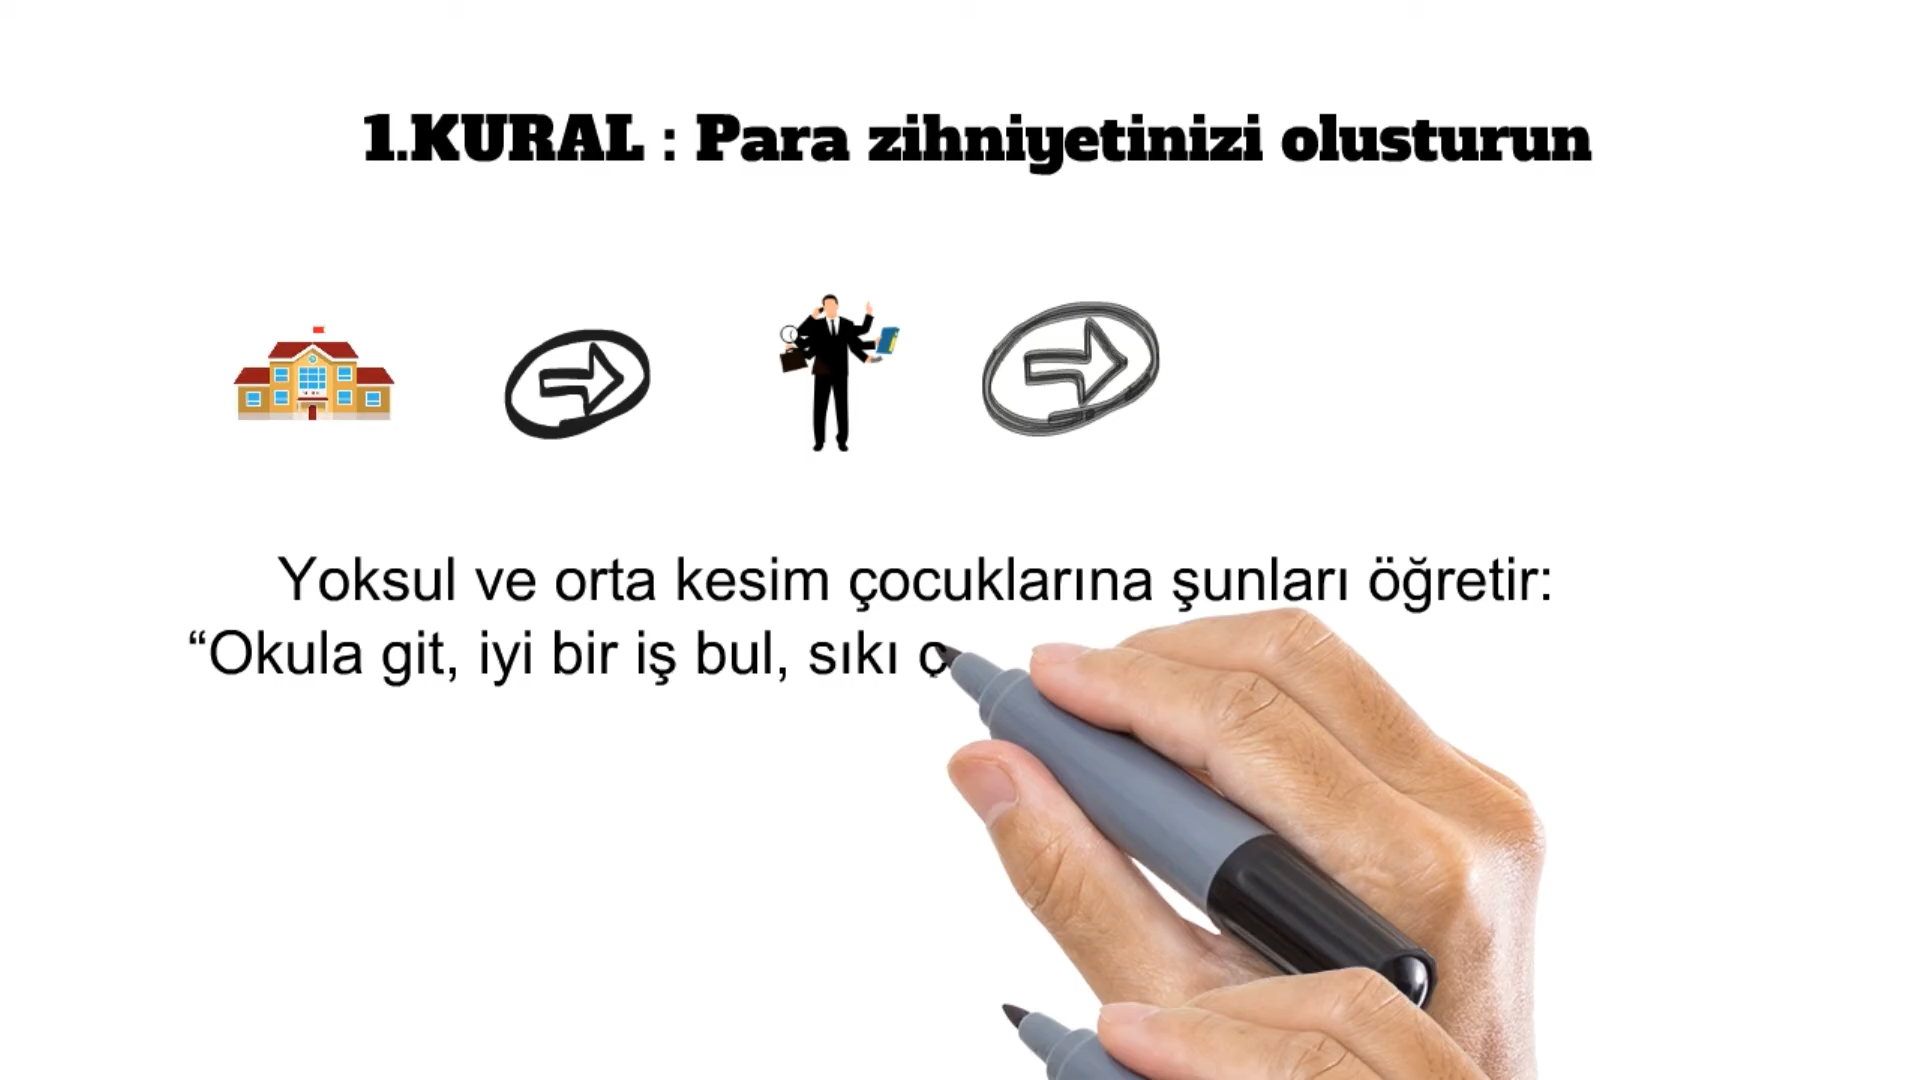 1.KURAL : Para zihniyetinizi olusturun
Yoksul ve orta kesim çocuklarına şunları öğretir:
“Okula git, iyi bir iş bul, sıkı